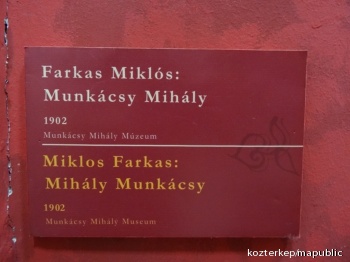 Farkas Miklós:
Munkácsy Mihály
1902
Munkácsy Mihály Múzeum
Miklos Farkas:
Mihály Munkácsy
1902
Munkácsy Mihály Museum
kozterkep/mapublic